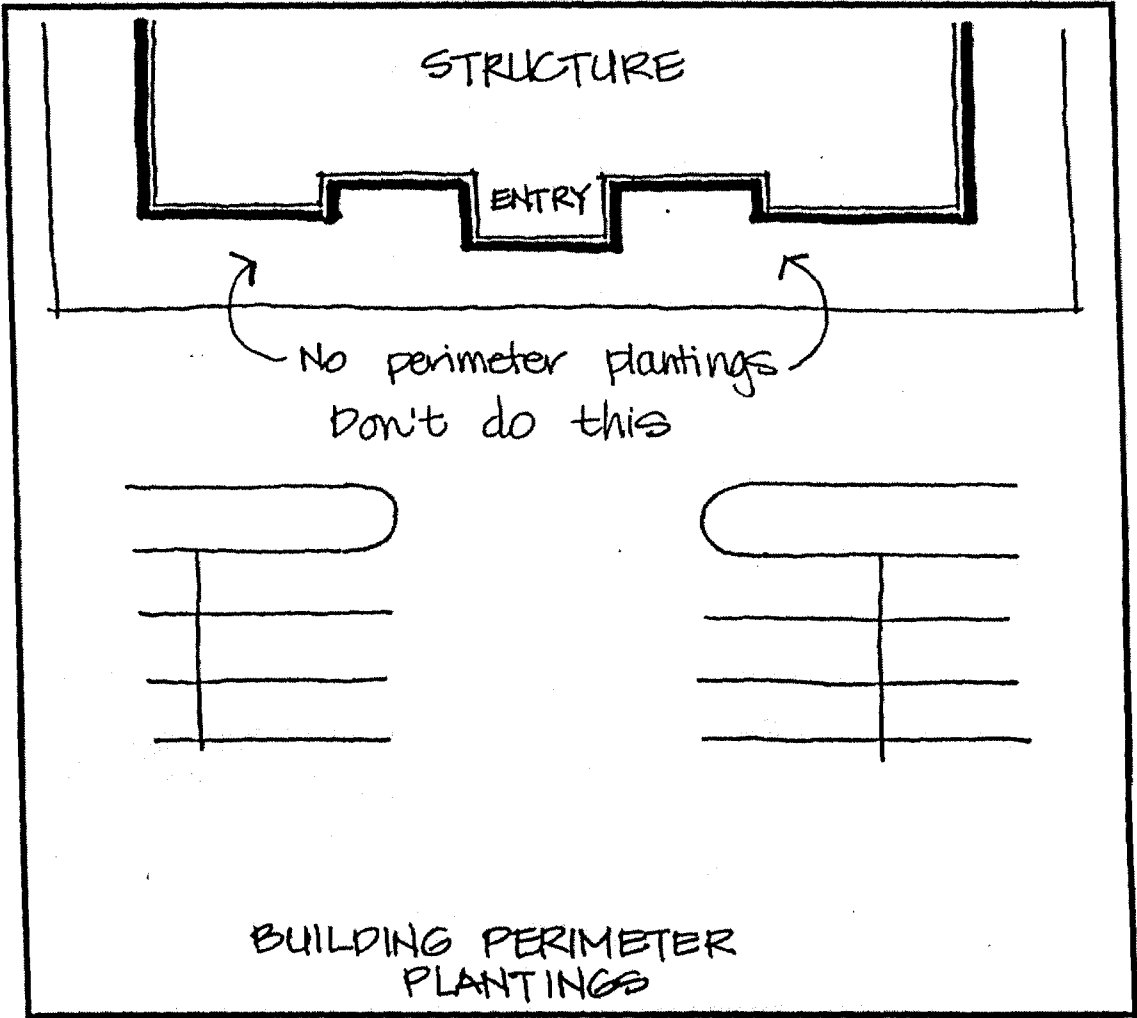 STRUCTURE
ENTRY
No perimeter plantings
Don't do this
BUILDING PERIMETER
PLANTINGS